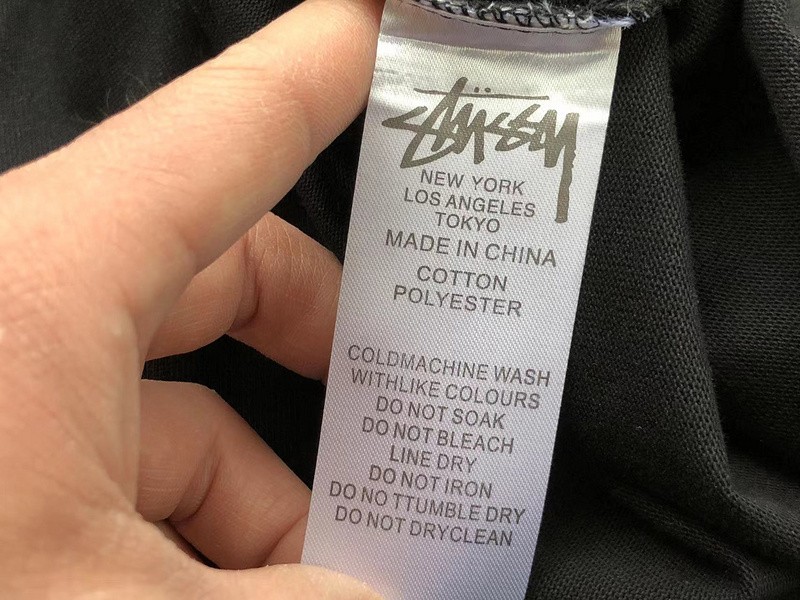 STÜSSY
NEW YORK
LOS ANGELES
TOKYO
MADE IN CHINA
COTTON
POLYESTER
COLDMACHINE WASH
WITHLIKE COLOURS
DO NOT SOAK
DO NOT BLEACH
LINE DRY
DO NOT IRON
DO NO TTUMBLE DRY
DO NOT DRYCLEAN